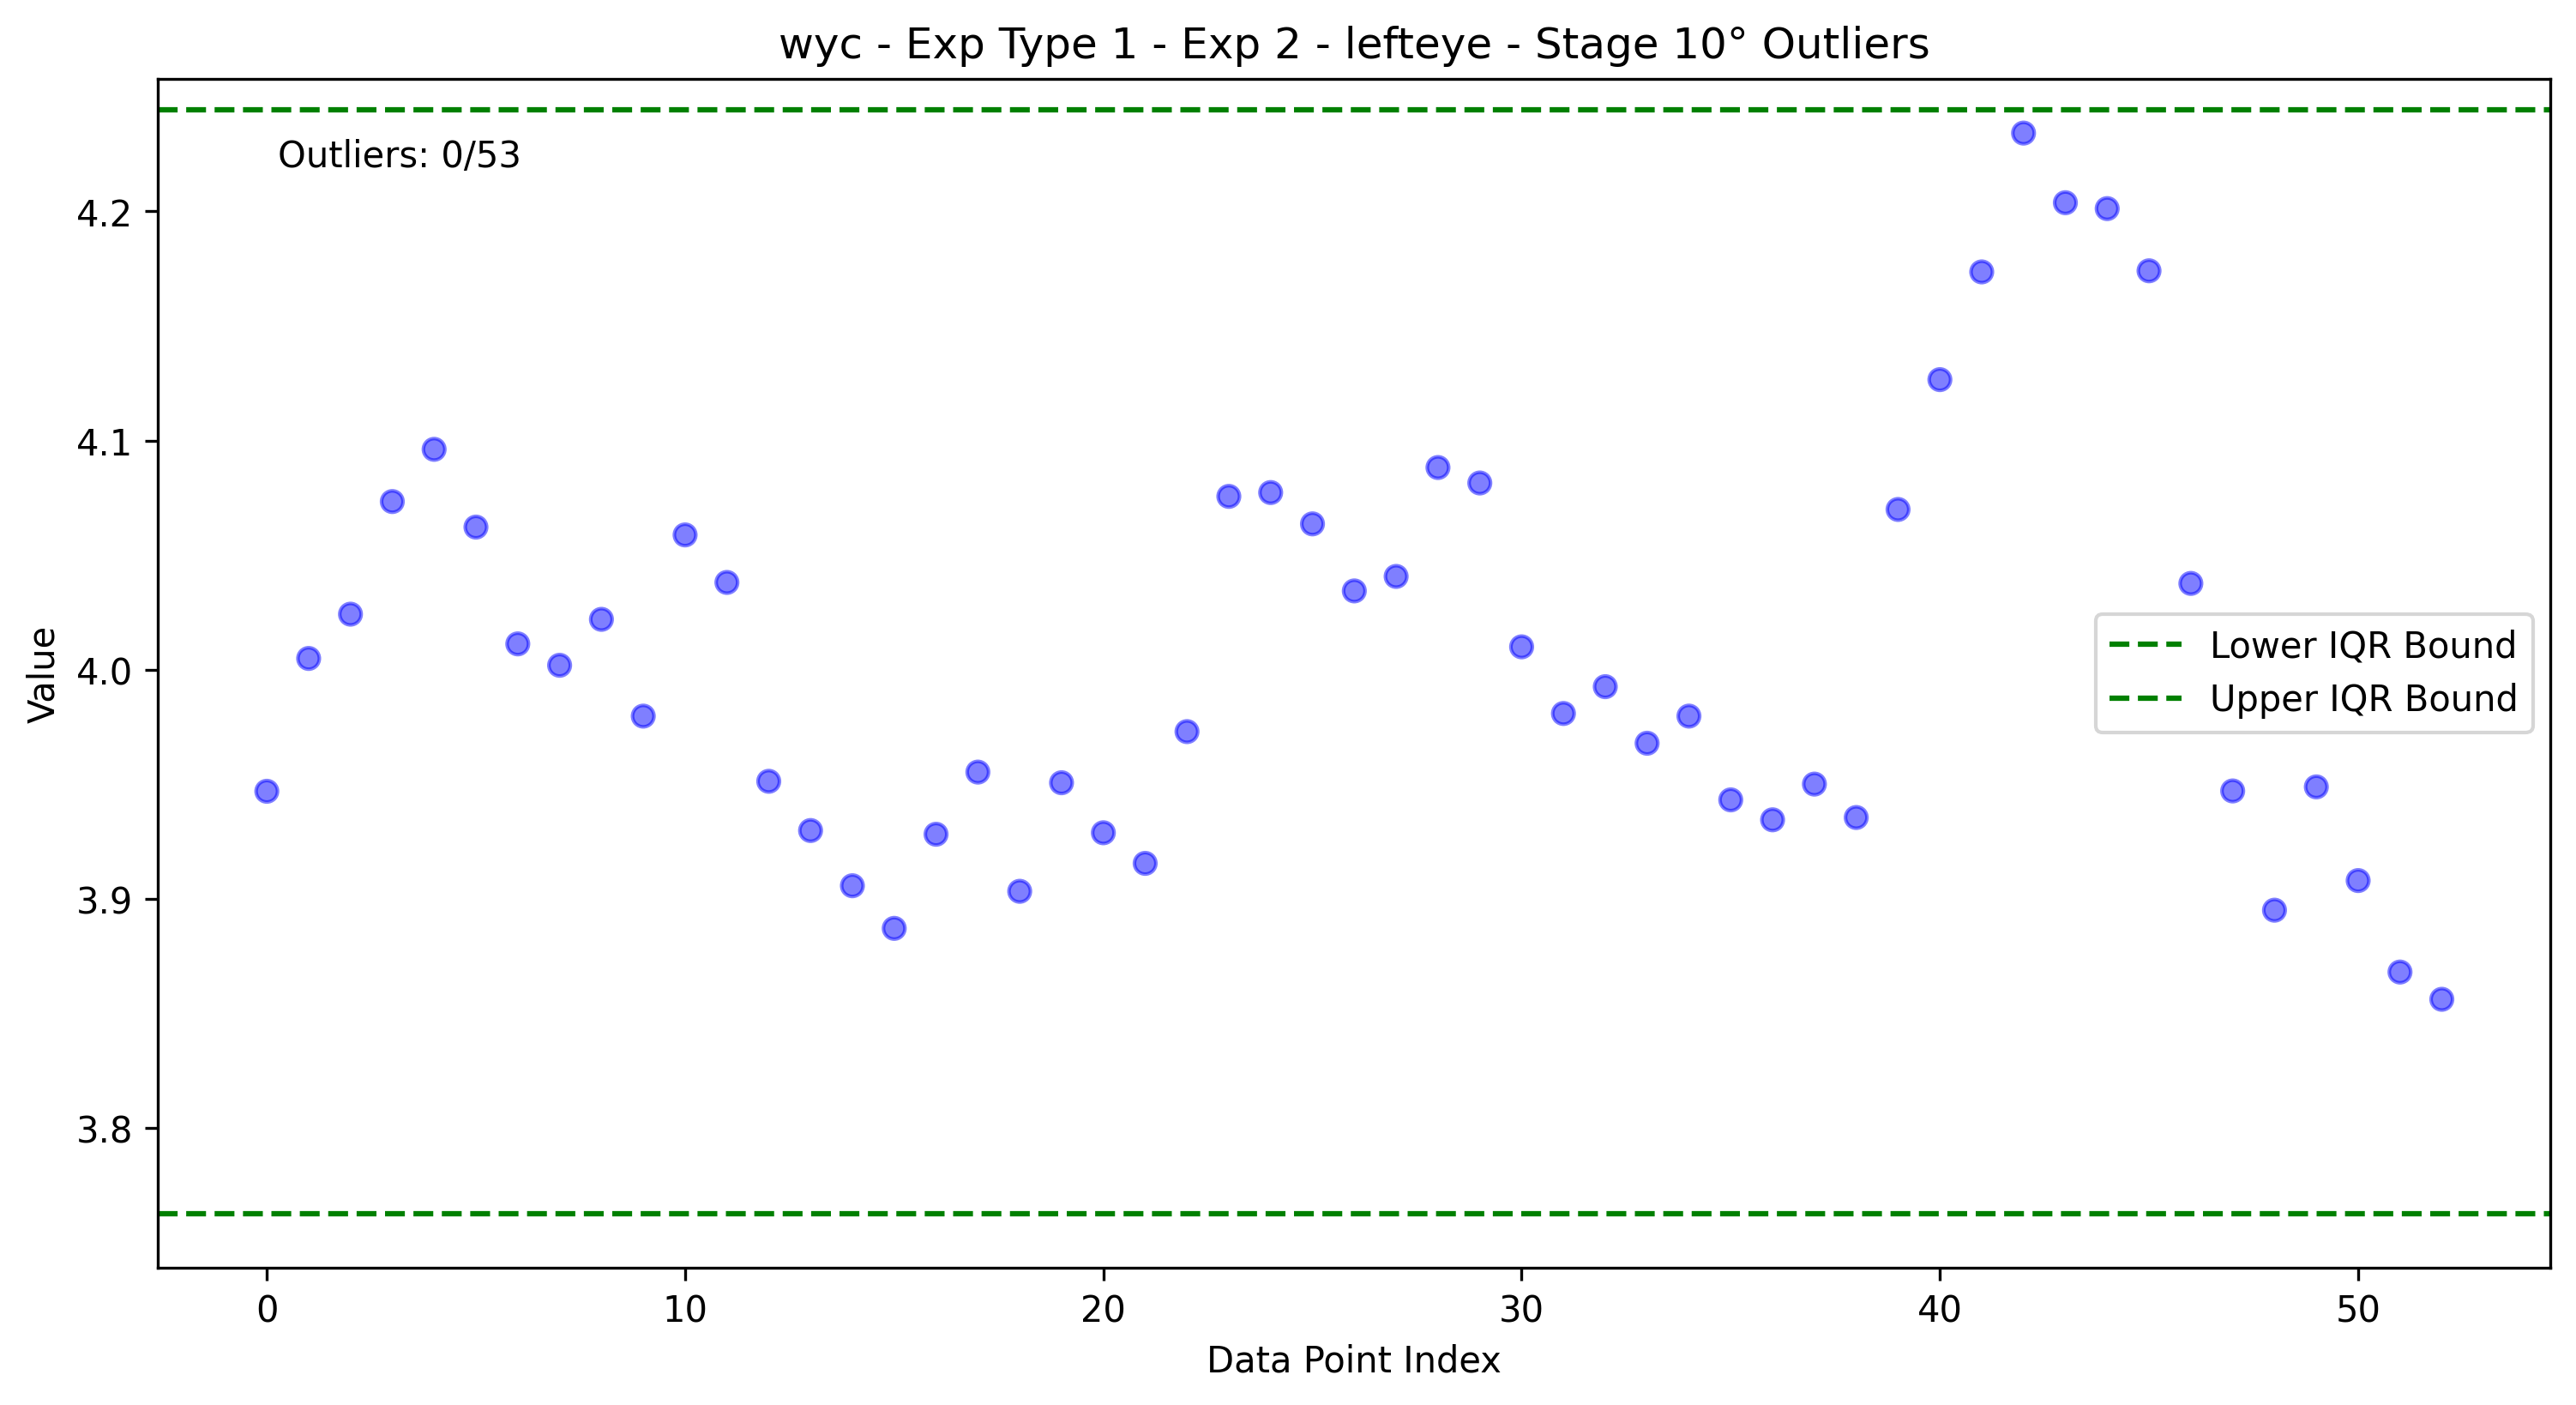 wyc - Exp Type 1 - Exp 2 - lefteye - Stage 10° Outliers
Outliers: 0/53
4.2
4.1
4.0
3.9
3.8
Value
Lower IQR Bound
Upper IQR Bound
0 10 20 30 40 50
Data Point Index